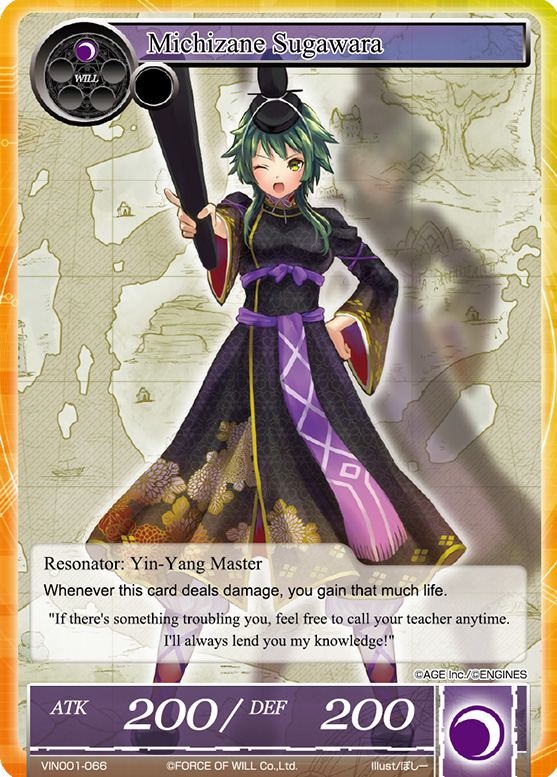 Michizane Sugawara
WILL
Resonator: Yin-Yang Master
Whenever this card deals damage, you gain that much life.
"If there's something troubling you, feel free to call your teacher anytime.
I'll always lend you my knowledge!"
©AGE Inc./©ENGINES
ATK 200/ DEF 200
VIN001-066 ©FORCE OF WILL Co.,Ltd. Illust/ぽしー